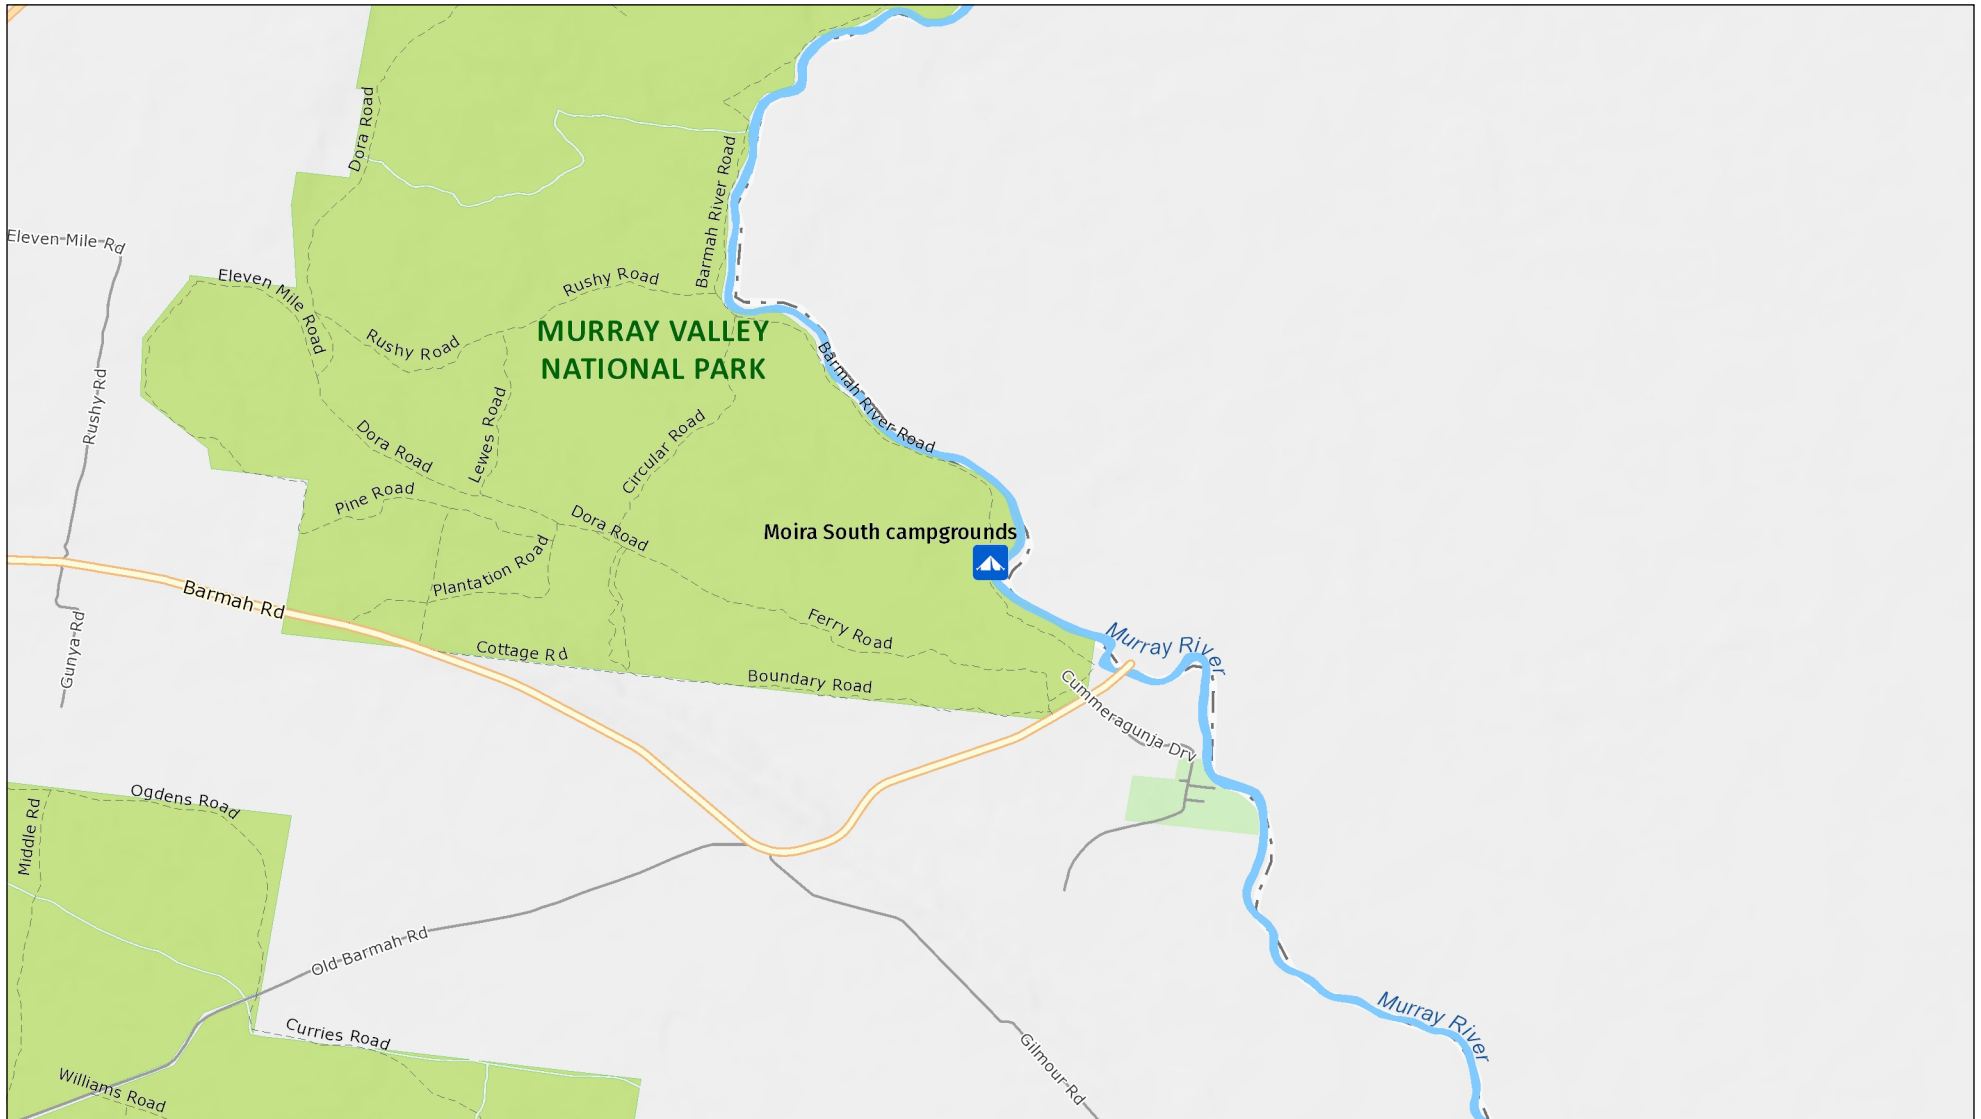 Dora Road
Barmah River Road
Eleven Mile Rd
Eleven Mile Road
Rushy Road
Rushy Road
MURRAY VALLEY
NATIONAL PARK
Rushy Rd
Barmah River Road
Dora Road
Lewes Road
Circular Road
Pine Road
Dora Road
Moira South campgrounds
Plantation Road
Barmah Rd
Ferry Road
Gunya Rd
Cottage Rd
Murray River
Boundary Road
Cummeragunja Drv
Ogdens Road
Middle Rd
Old Barmah Rd
Curries Road
Murray River
Gilmour Rd
Williams Road